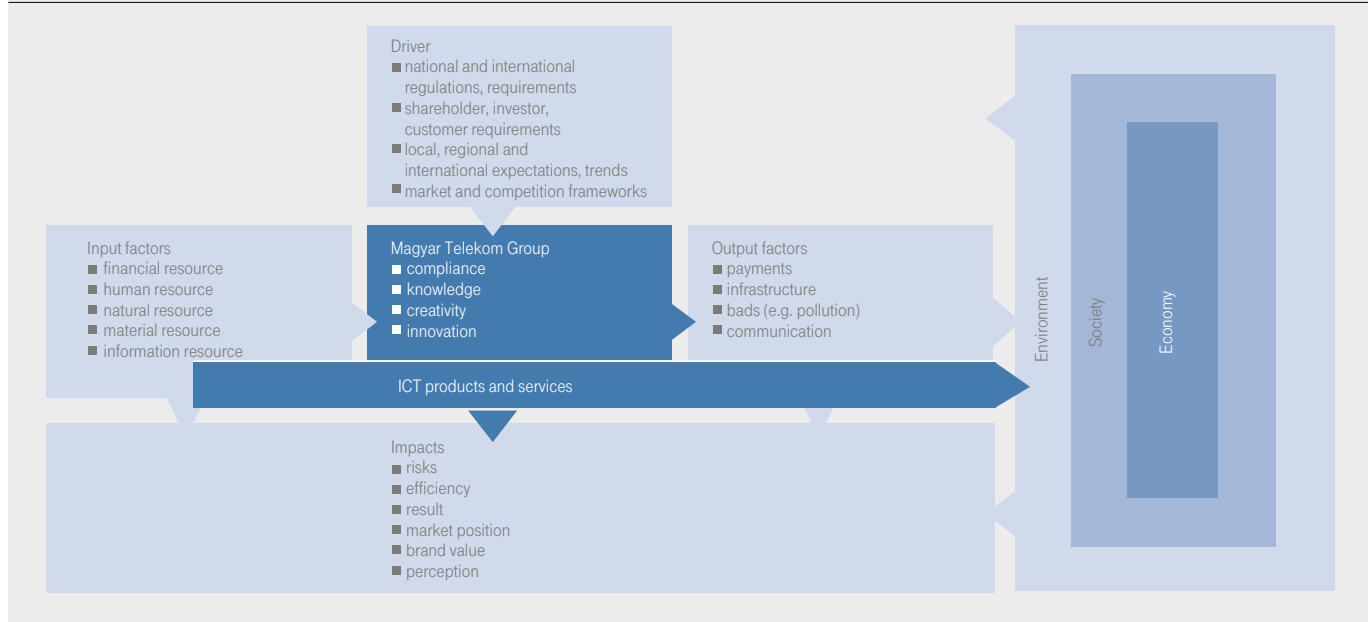 Driver
national and international
regulations, requirements
shareholder, investor,
customer requirements
local, regional and
international expectations, trends
market and competition frameworks
Input factors
financial resource
human resource
natural resource
material resource
information resource
Magyar Telekom Group
compliance
knowledge
creativity
innovation
Output factors
payments
infrastructure
bads (e.g. pollution)
communication
ICT products and services
Impacts
risks
efficiency
result
market position
brand value
perception
Environment
Society
Economy